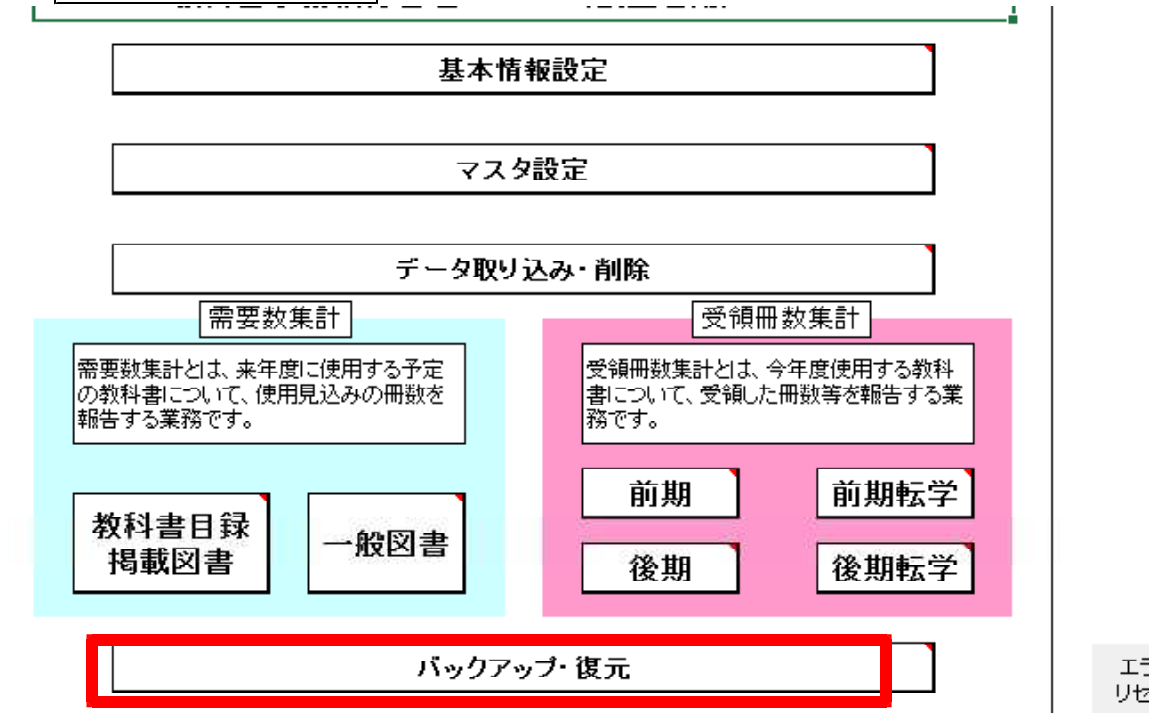 基本情報設定
マスタ設定
データ取り込み・削除
需要数集計
需要数集計とは、来年度に使用する予定
の教科書について、使用見込みの冊数を
報告する業務です。
教科書目録
掲載図書
一般図書
受領冊数集計
受領冊数集計とは、今年度使用する教科
書について、受領した冊数等を報告する業
務です。
前期
前期転学
後期
後期転学
バックアップ・復元
リセ